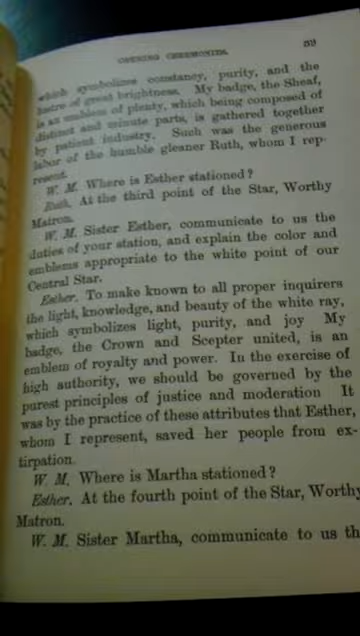 OPENING CEREMONIES. 59
which symbolizes constancy, purity, and the
lustre of great brightness. My badge, the Sheaf,
is an emblem of plenty, which being composed of
distinct and minute parts, is gathered together
by patient industry. Such was the generous
labor of the humble gleaner Ruth, whom I rep-
resent.
W. M. Where is Esther stationed?
Ruth. At the third point of the Star, Worthy
Matron.
W. M. Sister Esther, communicate to us the
duties of your station, and explain the color and
emblems appropriate to the white point of our
Central Star.
Esther. To make known to all proper inquirers
the light, knowledge, and beauty of the white ray,
which symbolizes light, purity, and joy My
badge, the Crown and Scepter united, is an
emblem of royalty and power. In the exercise of
high authority, we should be governed by the
purest principles of justice and moderation It
was by the practice of these attributes that Esther,
whom I represent, saved her people from ex-
tirpation.
W. M. Where is Martha stationed?
Esther. At the fourth point of the Star, Worthy
Matron.
W. M. Sister Martha, communicate to us th